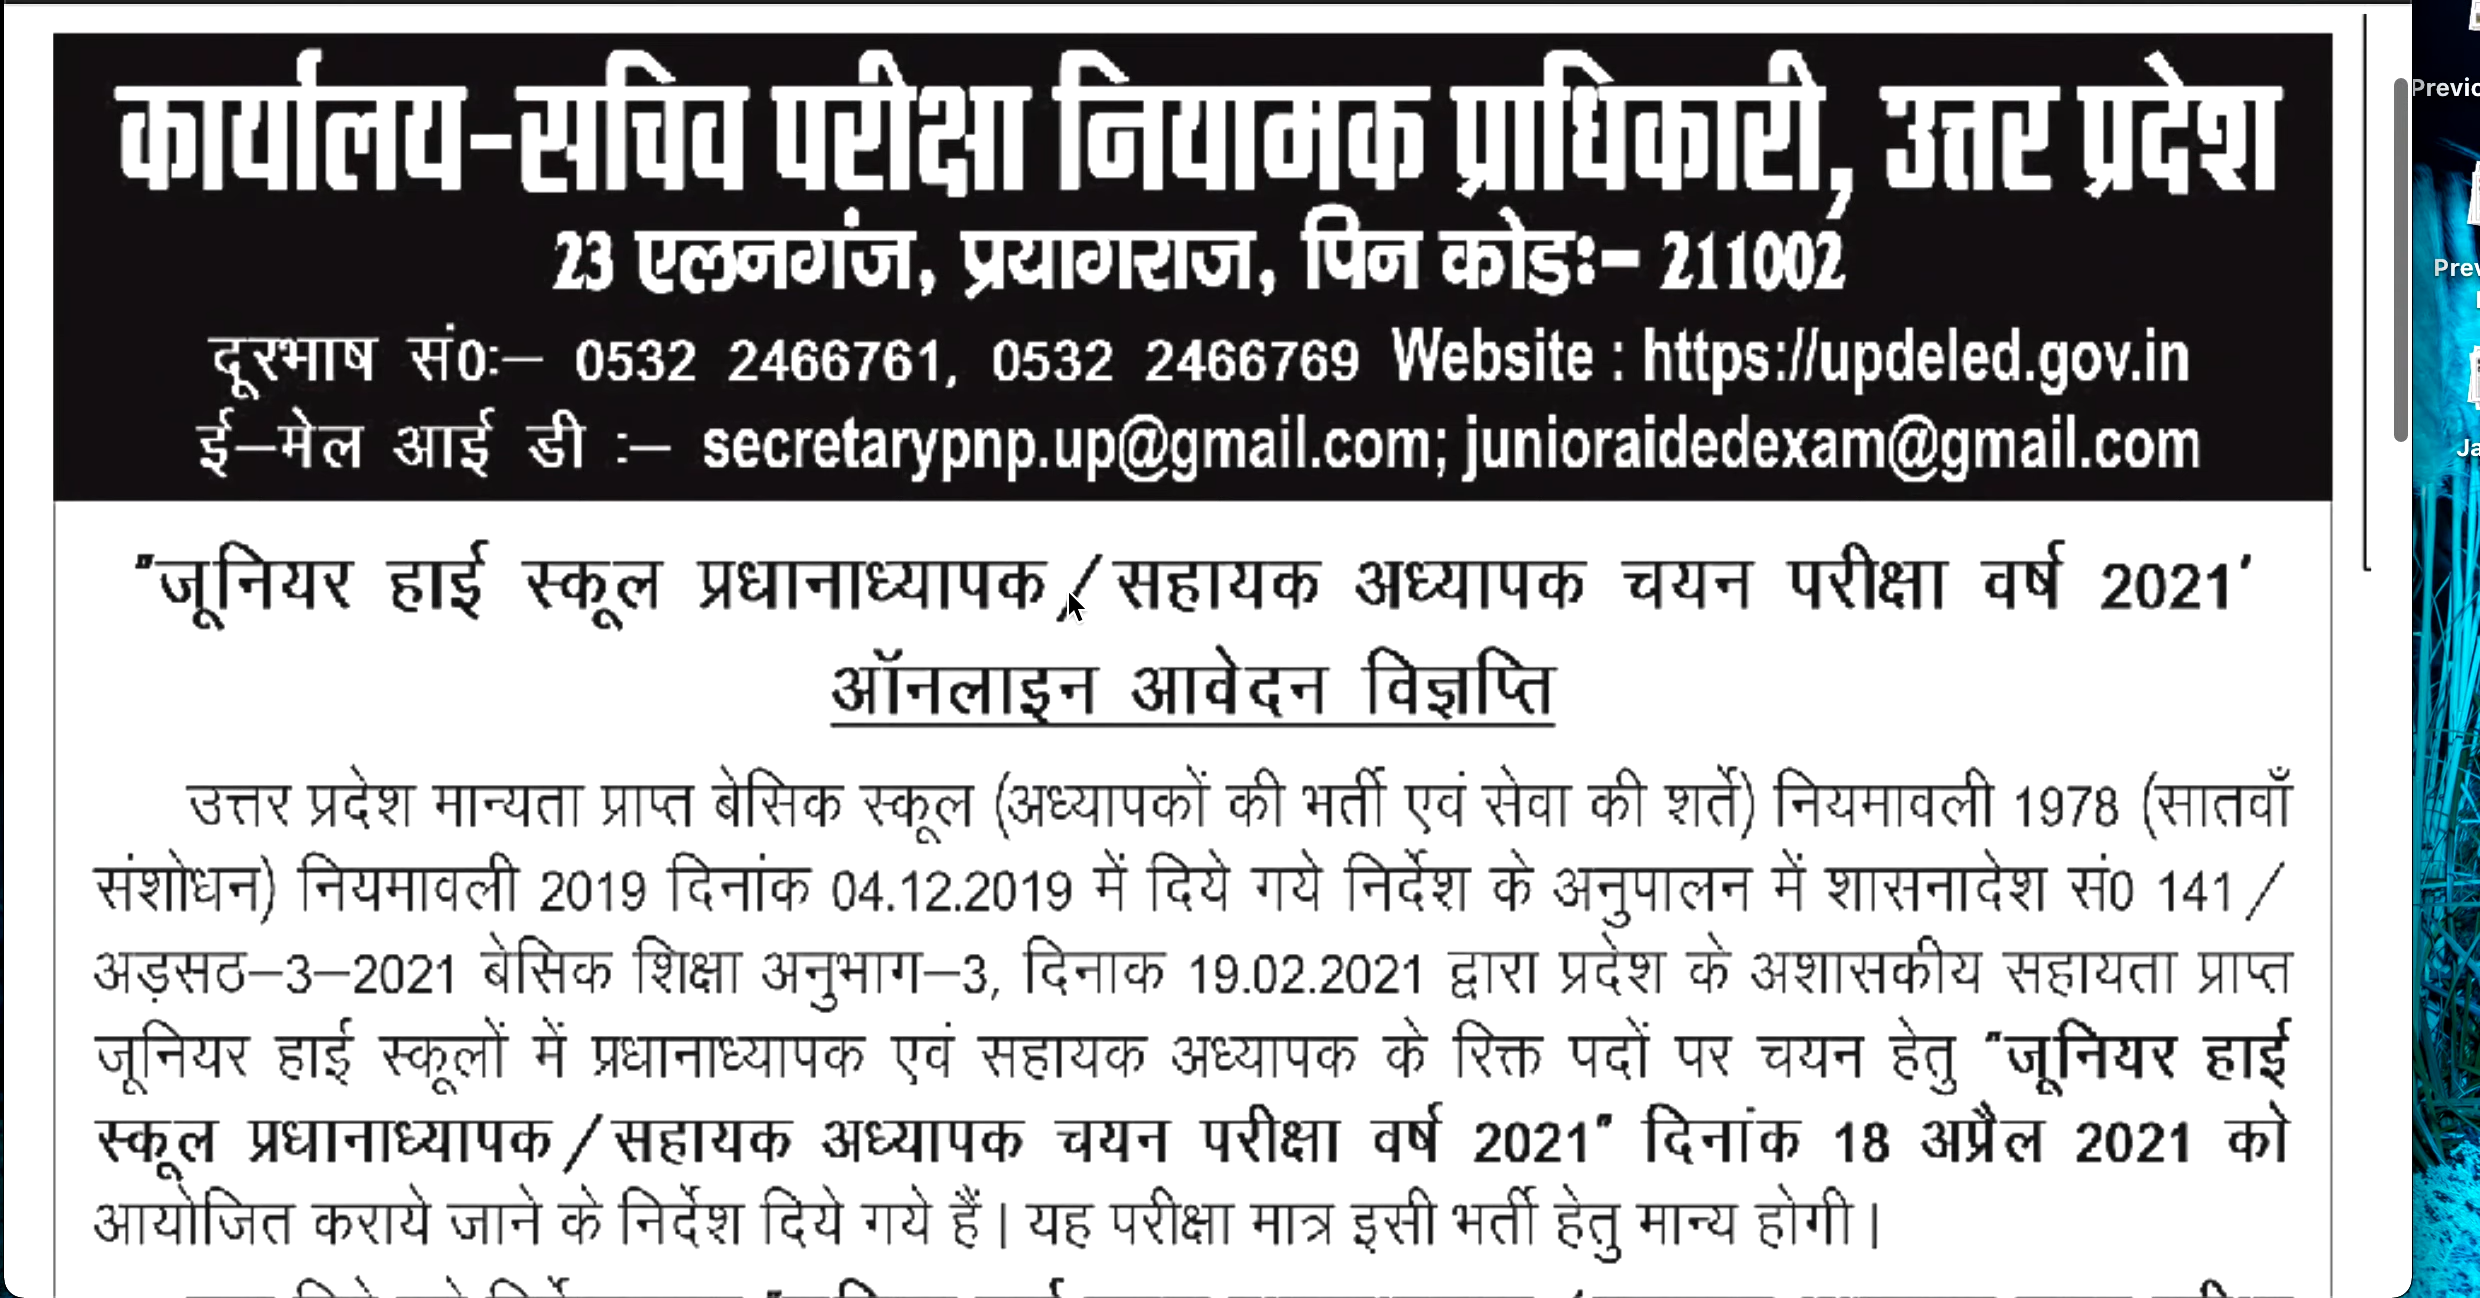 कार्यालय-सचिव परीक्षा नियामक प्राधिकारी, उत्तर प्रदेश
23 एलनगंज, प्रयागराज, पिन कोडः- 211002
दूरभाष सं0:– 0532 2466761, 0532 2466769 Website : https://updeled.gov.in
ई–मेल आई डी :– secretarypnp.up@gmail.com; junioraidedexam@gmail.com
"जूनियर हाई स्कूल प्रधानाध्यापक/सहायक अध्यापक चयन परीक्षा वर्ष 2021'
ऑनलाइन आवेदन विज्ञप्ति
उत्तर प्रदेश मान्यता प्राप्त बेसिक स्कूल (अध्यापकों की भर्ती एवं सेवा की शर्ते) नियमावली 1978 (सातवाँ
संशोधन) नियमावली 2019 दिनांक 04.12.2019 में दिये गये निर्देश के अनुपालन में शासनादेश सं0 141/
अड़सठ–3–2021 बेसिक शिक्षा अनुभाग–3, दिनाक 19.02.2021 द्वारा प्रदेश के अशासकीय सहायता प्राप्त
जूनियर हाई स्कूलों में प्रधानाध्यापक एवं सहायक अध्यापक के रिक्त पदों पर चयन हेतु "जूनियर हाई
स्कूल प्रधानाध्यापक/सहायक अध्यापक चयन परीक्षा वर्ष 2021" दिनांक 18 अप्रैल 2021 को
आयोजित कराये जाने के निर्देश दिये गये हैं। यह परीक्षा मात्र इसी भर्ती हेतु मान्य होगी।